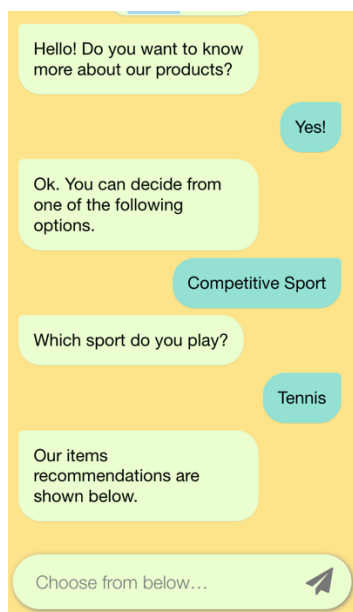 Hello! Do you want to know
more about our products?
Yes!
Ok. You can decide from
one of the following
options.
Competitive Sport
Which sport do you play?
Tennis
Our items
recommendations are
shown below.
Choose from below...